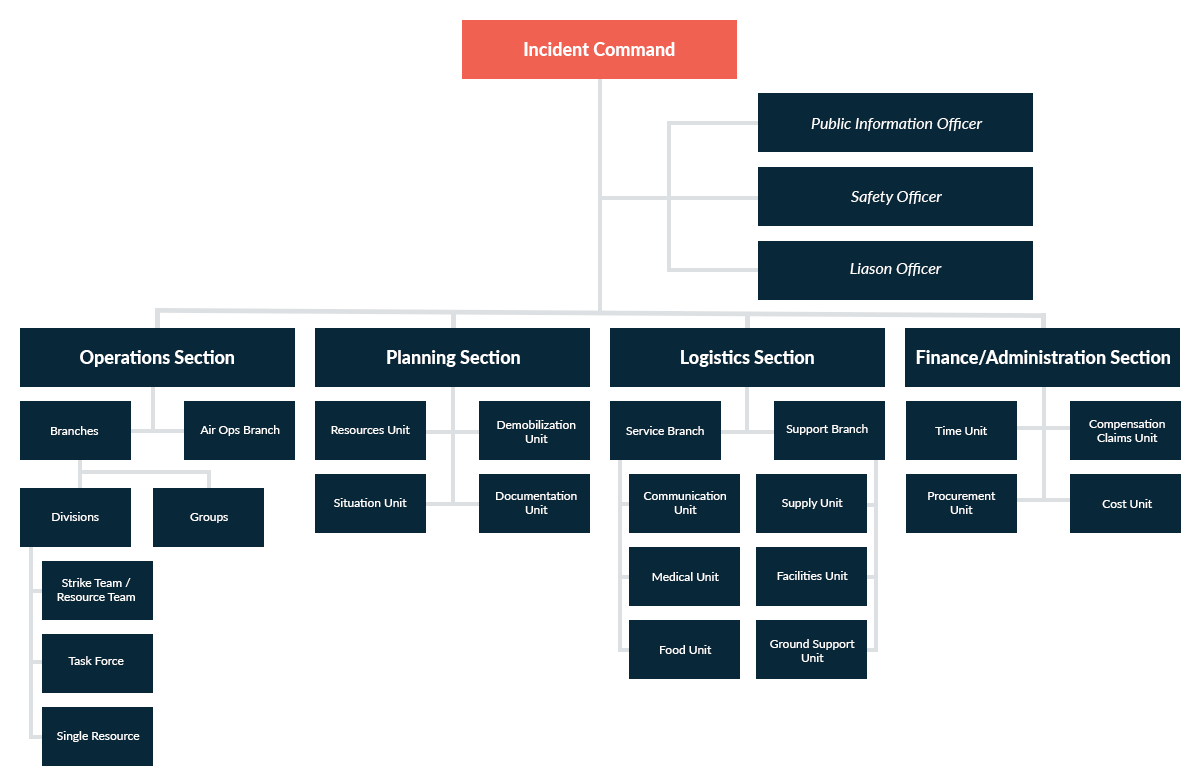 Incident Command
Public Information Officer
Safety Officer
Liason Officer
Operations Section
Planning Section
Logistics Section
Finance/Administration Section
Branches
Air Ops Branch
Resources Unit
Demobilization
Unit
Service Branch
Support Branch
Time Unit
Compensation
Claims Unit
Divisions
Groups
Situation Unit
Documentation
Unit
Communication
Unit
Supply Unit
Procurement
Unit
Cost Unit
Strike Team /
Resource Team
Medical Unit
Facilities Unit
Task Force
Food Unit
Ground Support
Unit
Single Resource